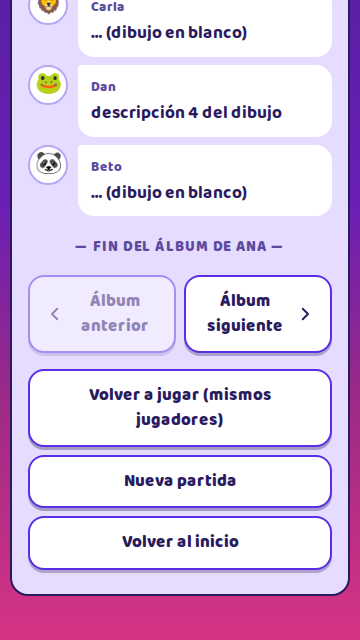 Carla
... (dibujo en blanco)
Dan
descripción 4 del dibujo
Beto
... (dibujo en blanco)
— FIN DEL ÁLBUM DE ANA —
Álbum
anterior
Álbum
siguiente
Volver a jugar (mismos
jugadores)
Nueva partida
Volver al inicio